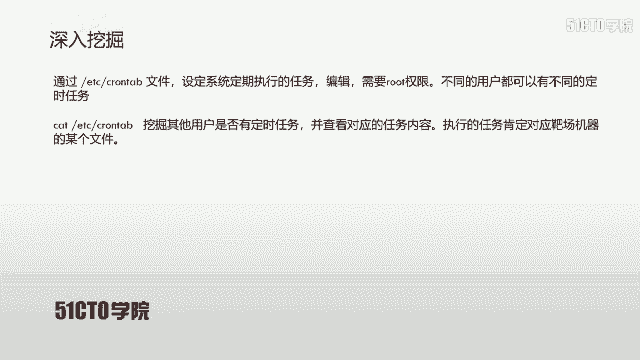 51CTO学院
深入挖掘
通过 /etc/crontab 文件，设定系统定期执行的任务，编辑，需要root权限。不同的用户都可以有不同的定
时任务
cat /etc/crontab 挖掘其他用户是否有定时任务，并查看对应的任务内容。执行的任务肯定对应靶场机器
的某个文件。
51CTO学院